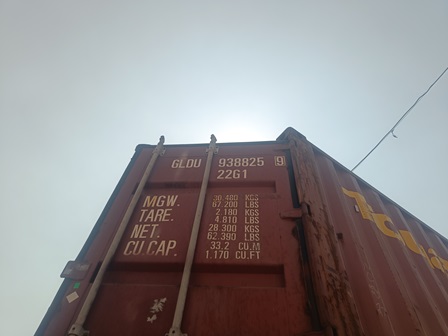 GLDU 938825 9
22G1
MGW. 30.480 KGS
67.200 LBS
TARE. 2.180 KGS
4.810 LBS
NET. 28.300 KGS
62.390 LBS
CU.CAP. 33.2 CU.M
1.170 CU.FT